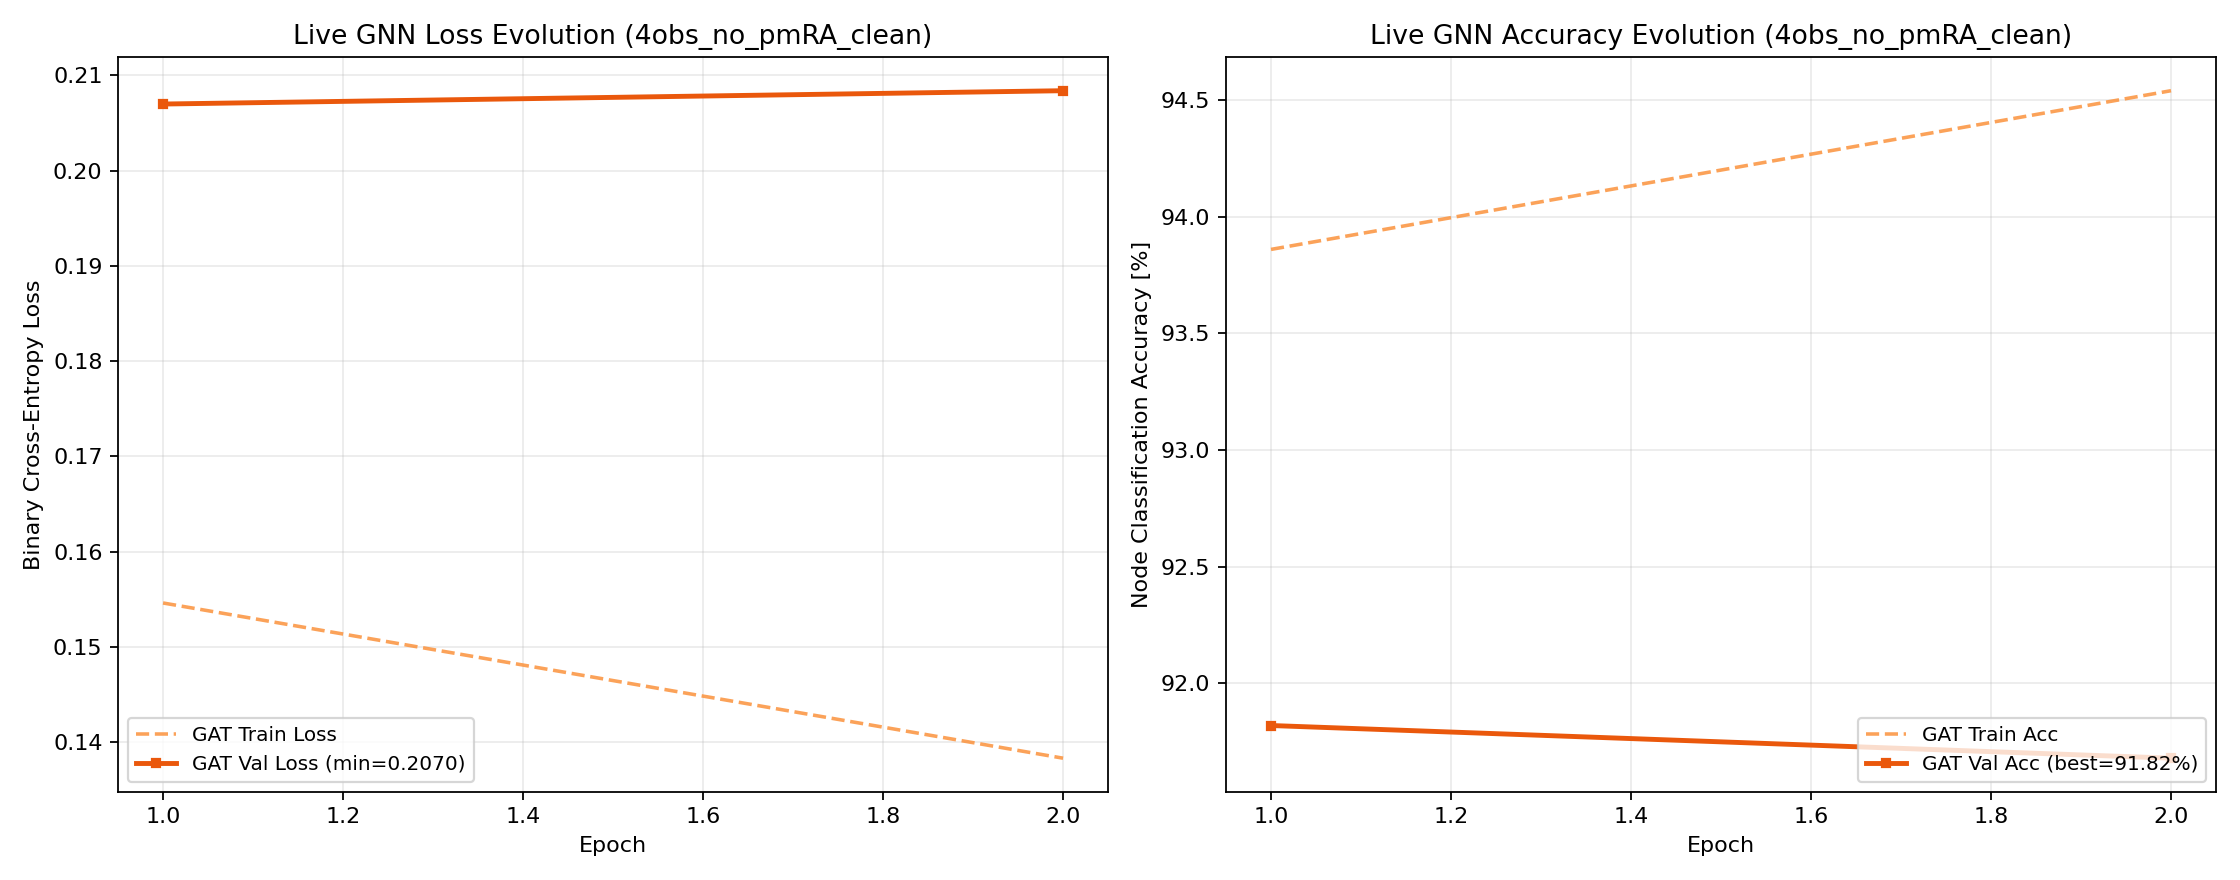 Live GNN Loss Evolution (4obs_no_pmRA_clean)
0.21
0.20
0.19
0.18
0.17
0.16
0.15
0.14
Binary Cross-Entropy Loss
GAT Train Loss
GAT Val Loss (min=0.2070)
1.0
1.2
1.4
1.6
1.8
2.0
Epoch
Live GNN Accuracy Evolution (4obs_no_pmRA_clean)
94.5
94.0
93.5
93.0
92.5
92.0
Node Classification Accuracy [%]
GAT Train Acc
GAT Val Acc (best=91.82%)
1.0
1.2
1.4
1.6
1.8
2.0
Epoch